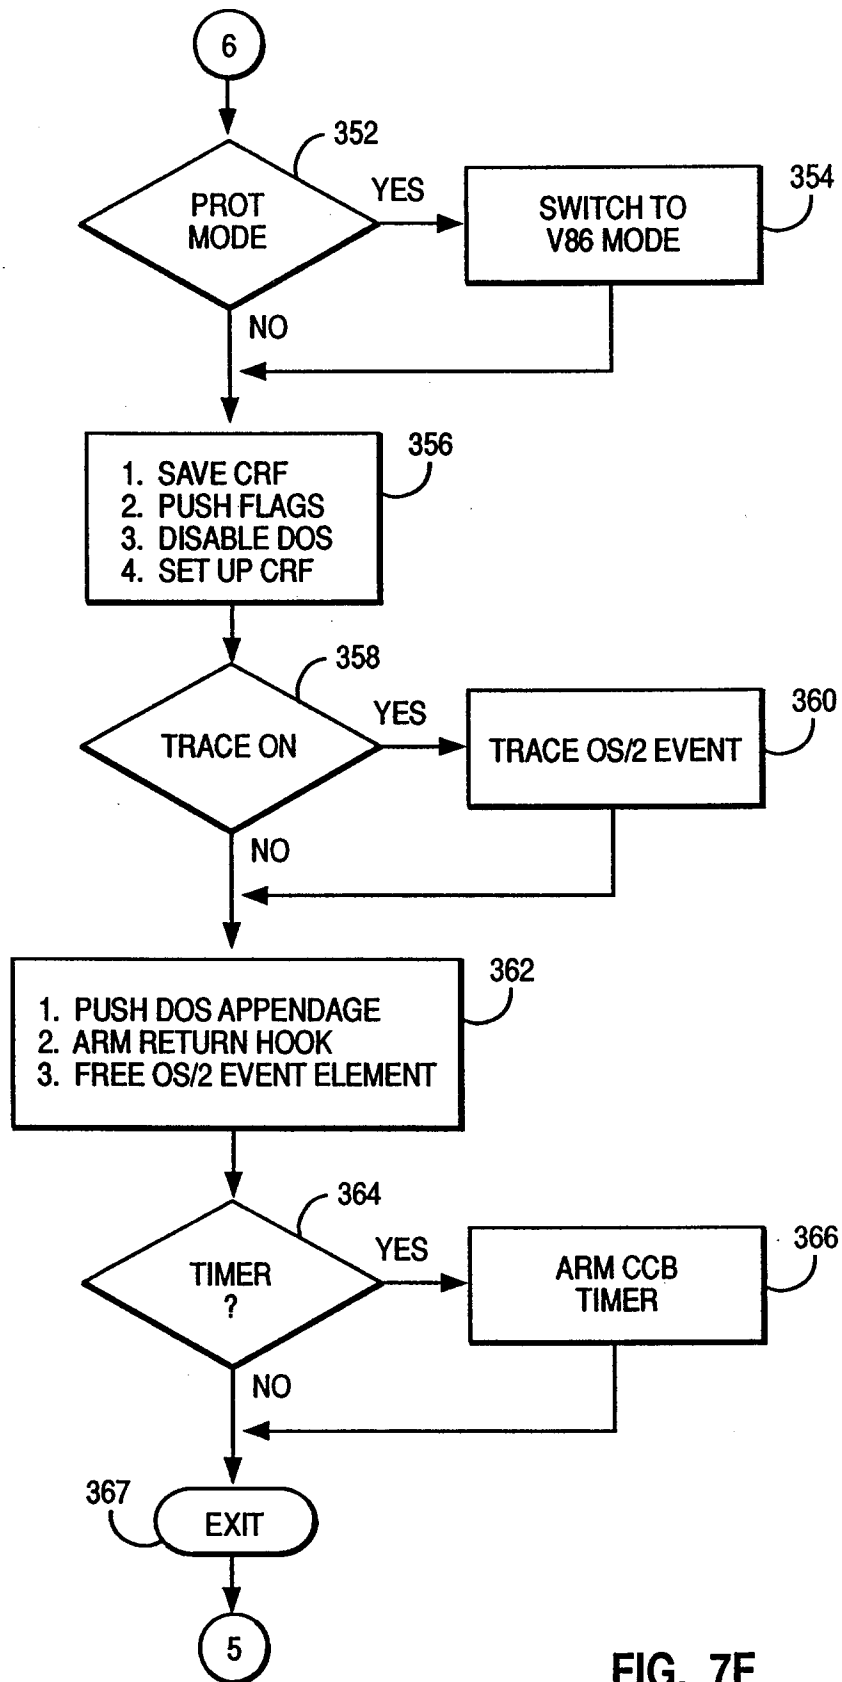 6
352
PROT
MODE
YES
354
SWITCH TO
V86 MODE
NO
356
1. SAVE CRF
2. PUSH FLAGS
3. DISABLE DOS
4. SET UP CRF
358
TRACE ON
YES
360
TRACE OS/2 EVENT
NO
362
1. PUSH DOS APPENDAGE
2. ARM RETURN HOOK
3. FREE OS/2 EVENT ELEMENT
364
TIMER
?
YES
366
ARM CCB
TIMER
NO
367
EXIT
5
FIG.